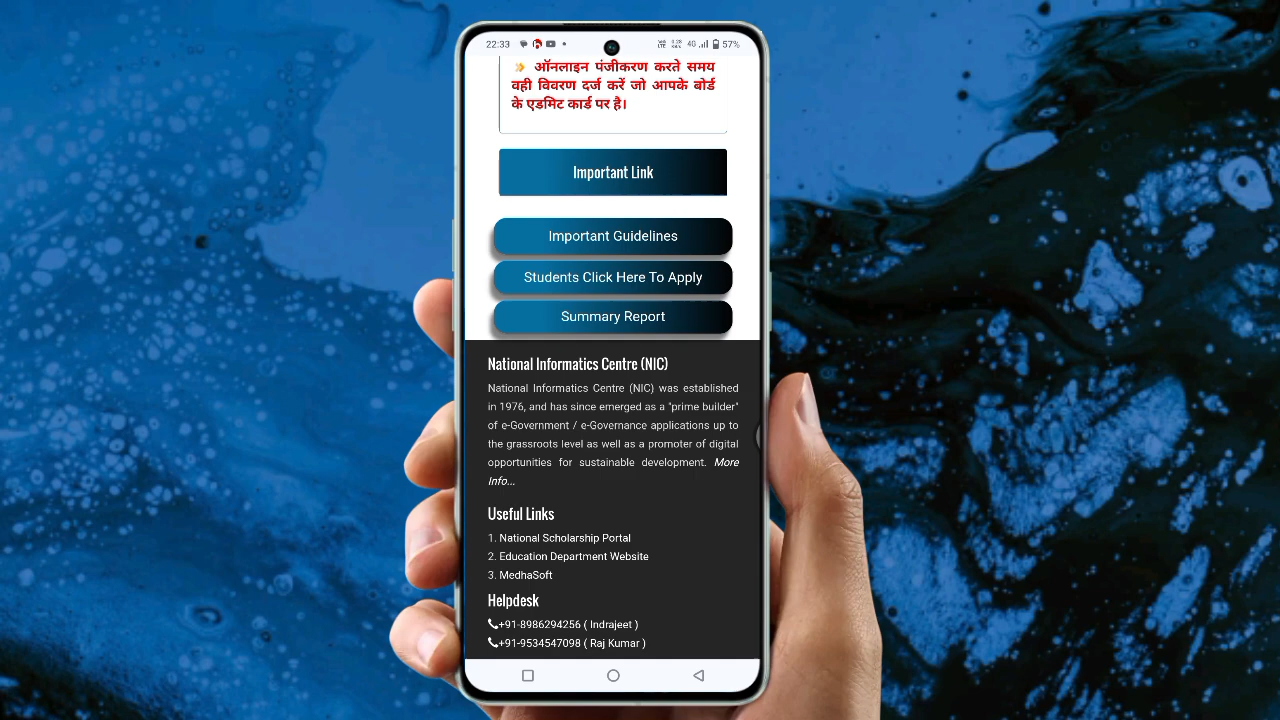 22:33 4G 57%
ऑनलाइन पंजीकरण करते समय
वही विवरण दर्ज करें जो आपके बोर्ड
के एडमिट कार्ड पर है।
Important Link
Important Guidelines
Students Click Here To Apply
Summary Report
National Informatics Centre (NIC)
National Informatics Centre (NIC) was established
in 1976, and has since emerged as a "prime builder"
of e-Government / e-Governance applications up to
the grassroots level as well as a promoter of digital
opportunities for sustainable development. More
Info...
Useful Links
1. National Scholarship Portal
2. Education Department Website
3. MedhaSoft
Helpdesk
+91-8986294256 ( Indrajeet )
+91-9534547098 ( Raj Kumar )